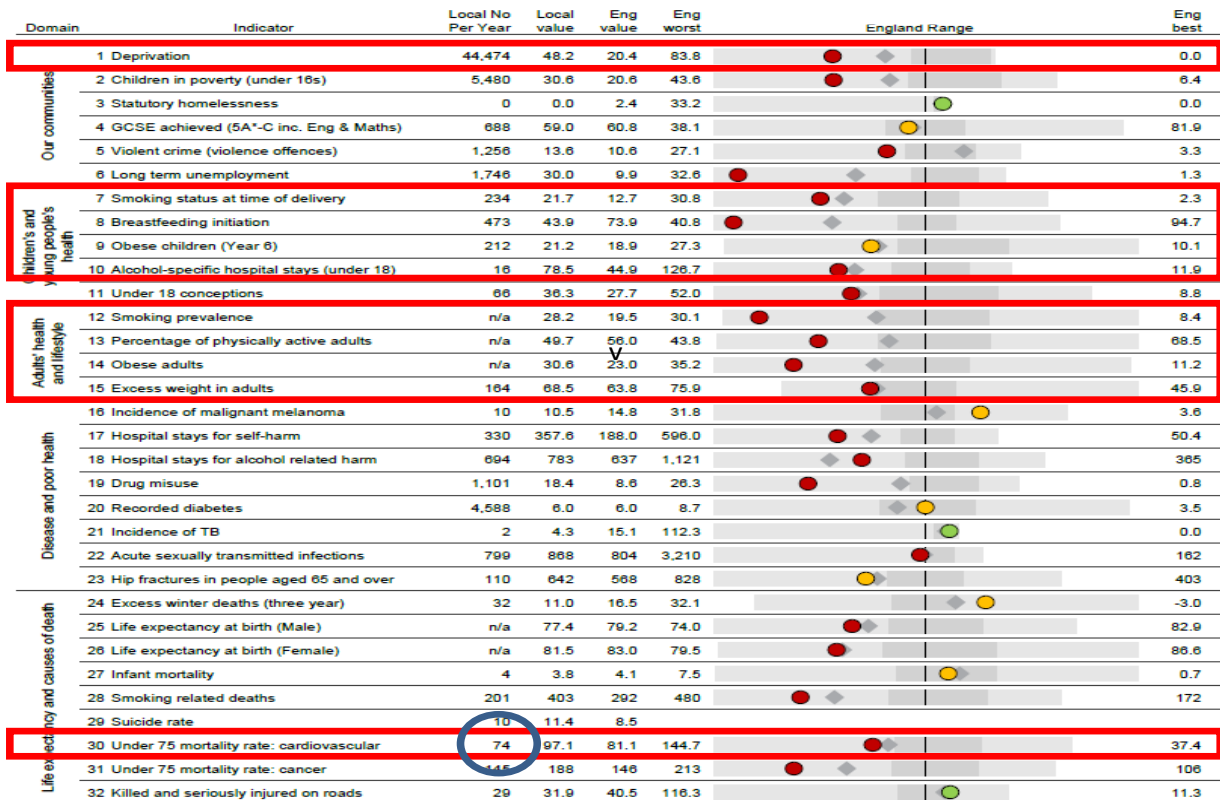 Domain Indicator Local No Per Year Local value Eng value Eng worst England Range Eng best
Our communities
1 Deprivation 44,474 48.2 20.4 83.8 0.0
2 Children in poverty (under 16s) 5,480 30.6 20.6 43.6 6.4
3 Statutory homelessness 0 0.0 2.4 33.2 0.0
4 GCSE achieved (5A*-C inc. Eng & Maths) 688 59.0 60.8 38.1 81.9
5 Violent crime (violence offences) 1,256 13.6 10.6 27.1 3.3
6 Long term unemployment 1,746 30.0 9.9 32.6 1.3
Children's and young people's health
7 Smoking status at time of delivery 234 21.7 12.7 30.8 2.3
8 Breastfeeding initiation 473 43.9 73.9 40.8 94.7
9 Obese children (Year 6) 212 21.2 18.9 27.3 10.1
10 Alcohol-specific hospital stays (under 18) 16 78.5 44.9 126.7 11.9
11 Under 18 conceptions 66 36.3 27.7 52.0 8.8
Adults' health and lifestyle
12 Smoking prevalence n/a 28.2 19.5 30.1 8.4
13 Percentage of physically active adults n/a 49.7 56.0 43.8 68.5
v
14 Obese adults n/a 30.6 23.0 35.2 11.2
15 Excess weight in adults 164 68.5 63.8 75.9 45.9
Disease and poor health
16 Incidence of malignant melanoma 10 10.5 14.8 31.8 3.6
17 Hospital stays for self-harm 330 357.6 188.0 596.0 50.4
18 Hospital stays for alcohol related harm 694 783 637 1,121 365
19 Drug misuse 1,101 18.4 8.6 26.3 0.8
20 Recorded diabetes 4,588 6.0 6.0 8.7 3.5
21 Incidence of TB 2 4.3 15.1 112.3 0.0
22 Acute sexually transmitted infections 799 868 804 3,210 162
23 Hip fractures in people aged 65 and over 110 642 568 828 403
Life expectancy and causes of death
24 Excess winter deaths (three year) 32 11.0 16.5 32.1 -3.0
25 Life expectancy at birth (Male) n/a 77.4 79.2 74.0 82.9
26 Life expectancy at birth (Female) n/a 81.5 83.0 79.5 86.6
27 Infant mortality 4 3.8 4.1 7.5 0.7
28 Smoking related deaths 201 403 292 480 172
29 Suicide rate 10 11.4 8.5
30 Under 75 mortality rate: cardiovascular 74 97.1 81.1 144.7 37.4
31 Under 75 mortality rate: cancer 145 188 146 213 106
32 Killed and seriously injured on roads 29 31.9 40.5 116.3 11.3